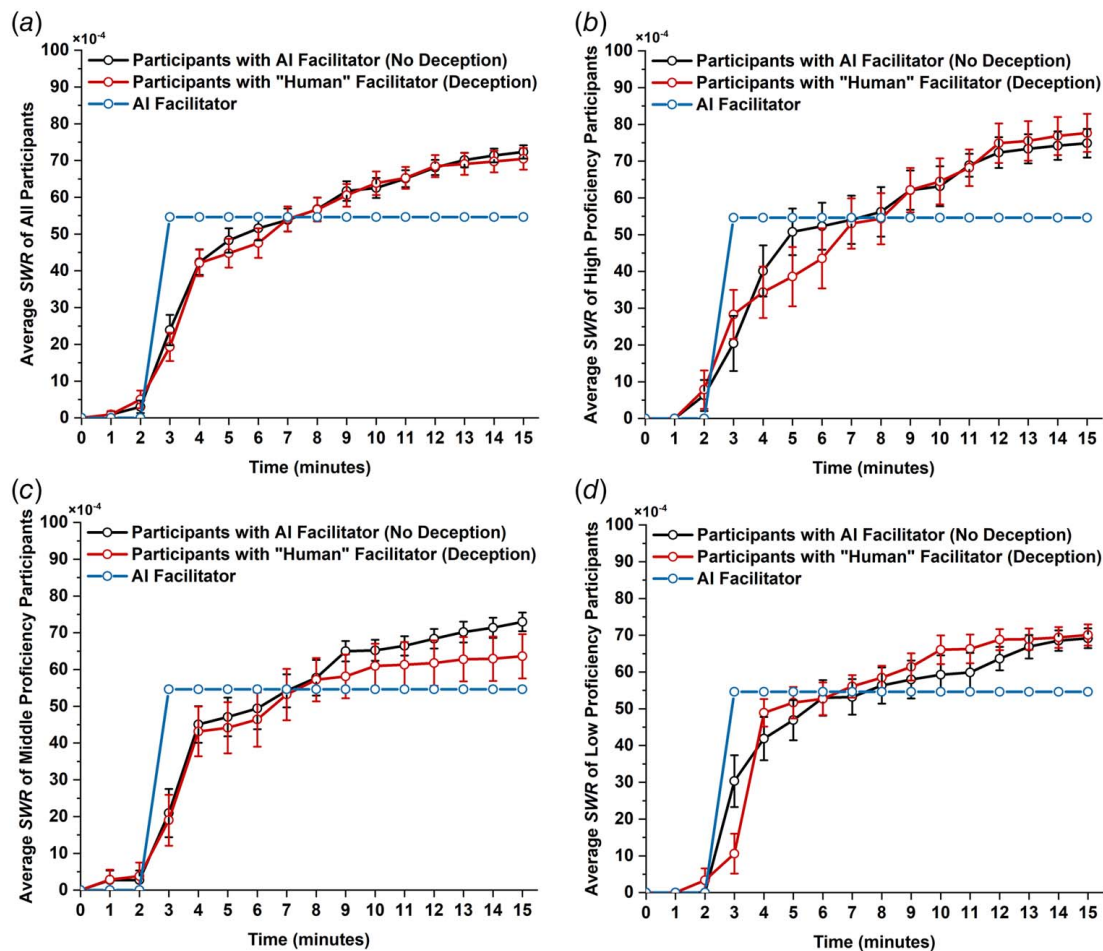 (a)
×10⁻⁴
Average SWR of All Participants
100
90
80
70
60
50
40
30
20
10
0
Participants with AI Facilitator (No Deception)
Participants with "Human" Facilitator (Deception)
AI Facilitator
0 1 2 3 4 5 6 7 8 9 10 11 12 13 14 15
Time (minutes)
(b)
×10⁻⁴
Average SWR of High Proficiency Participants
100
90
80
70
60
50
40
30
20
10
0
Participants with AI Facilitator (No Deception)
Participants with "Human" Facilitator (Deception)
AI Facilitator
0 1 2 3 4 5 6 7 8 9 10 11 12 13 14 15
Time (minutes)
(c)
×10⁻⁴
Average SWR of Middle Proficiency Participants
100
90
80
70
60
50
40
30
20
10
0
Participants with AI Facilitator (No Deception)
Participants with "Human" Facilitator (Deception)
AI Facilitator
0 1 2 3 4 5 6 7 8 9 10 11 12 13 14 15
Time (minutes)
(d)
×10⁻⁴
Average SWR of Low Proficiency Participants
100
90
80
70
60
50
40
30
20
10
0
Participants with AI Facilitator (No Deception)
Participants with "Human" Facilitator (Deception)
AI Facilitator
0 1 2 3 4 5 6 7 8 9 10 11 12 13 14 15
Time (minutes)